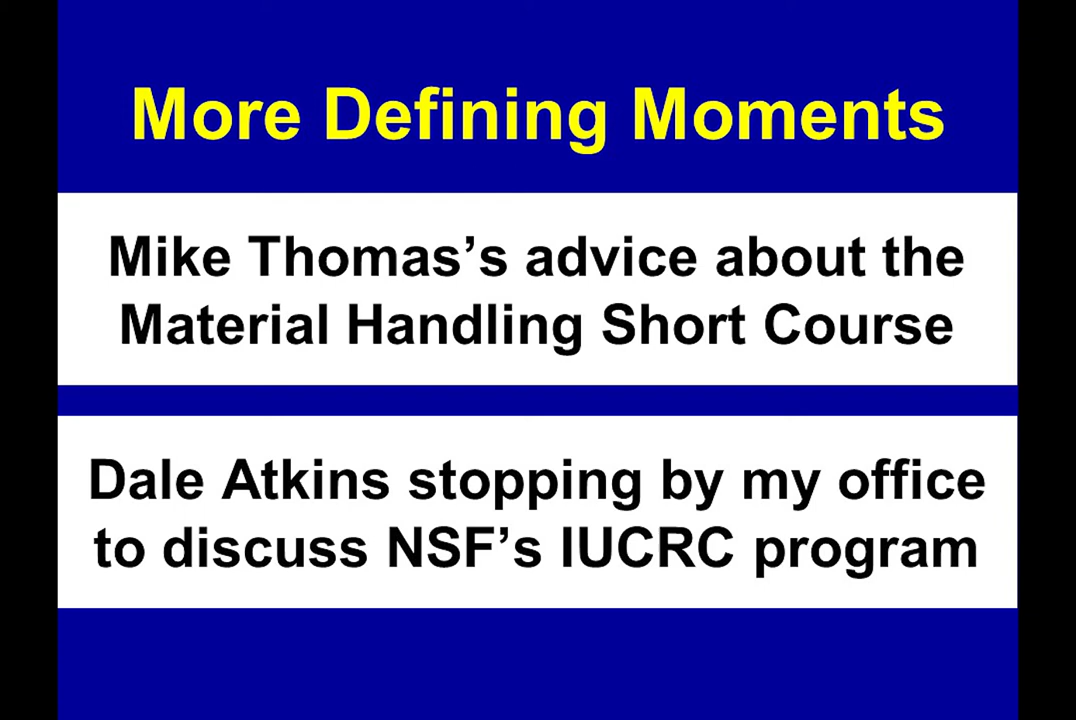 More Defining Moments
Mike Thomas’s advice about the
Material Handling Short Course
Dale Atkins stopping by my office
to discuss NSF’s IUCRC program